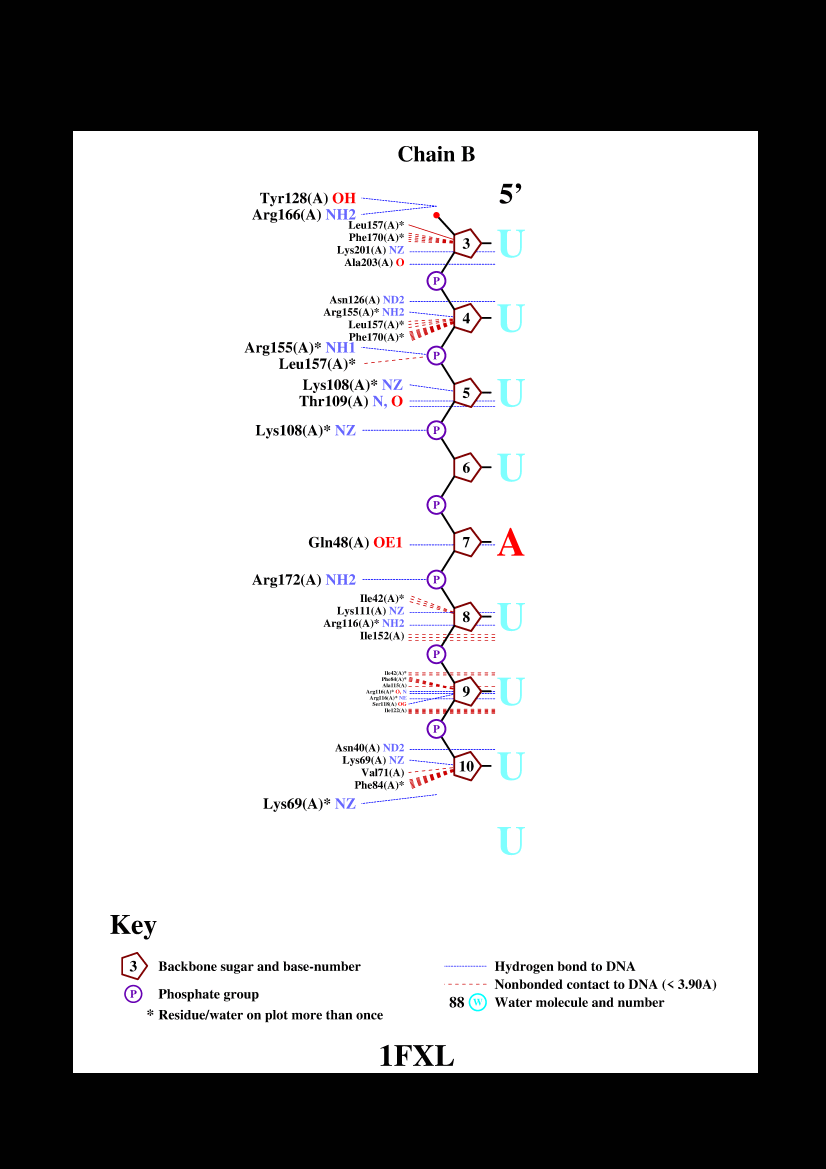 Chain B
5’
Tyr128(A) OH
Arg166(A) NH2
Leu157(A)*
Phe170(A)*
3 U
Lys201(A) NZ
Ala203(A) O
P
Asn126(A) ND2
Arg155(A)* NH2
4 U
Leu157(A)*
Phe170(A)*
Arg155(A)* NH1
P
Leu157(A)*
Lys108(A)* NZ
5 U
Thr109(A) N, O
Lys108(A)* NZ P
6 U
P
Gln48(A) OE1 7 A
Arg172(A) NH2 P
Ile42(A)*
Lys111(A) NZ
8 U
Arg116(A)* NH2
Ile152(A)
P
Ile42(A)*
Phe84(A)*
Ala115(A)
Arg116(A)* O, N
9 U
Arg116(A)* NE
Ser118(A) OG
Ile122(A)
P
Asn40(A) ND2
Lys69(A) NZ
10 U
Val71(A)
Phe84(A)*
Lys69(A)* NZ
U
Key
3 Backbone sugar and base-number
P Phosphate group
* Residue/water on plot more than once
Hydrogen bond to DNA
Nonbonded contact to DNA (< 3.90A)
88 W Water molecule and number
1FXL